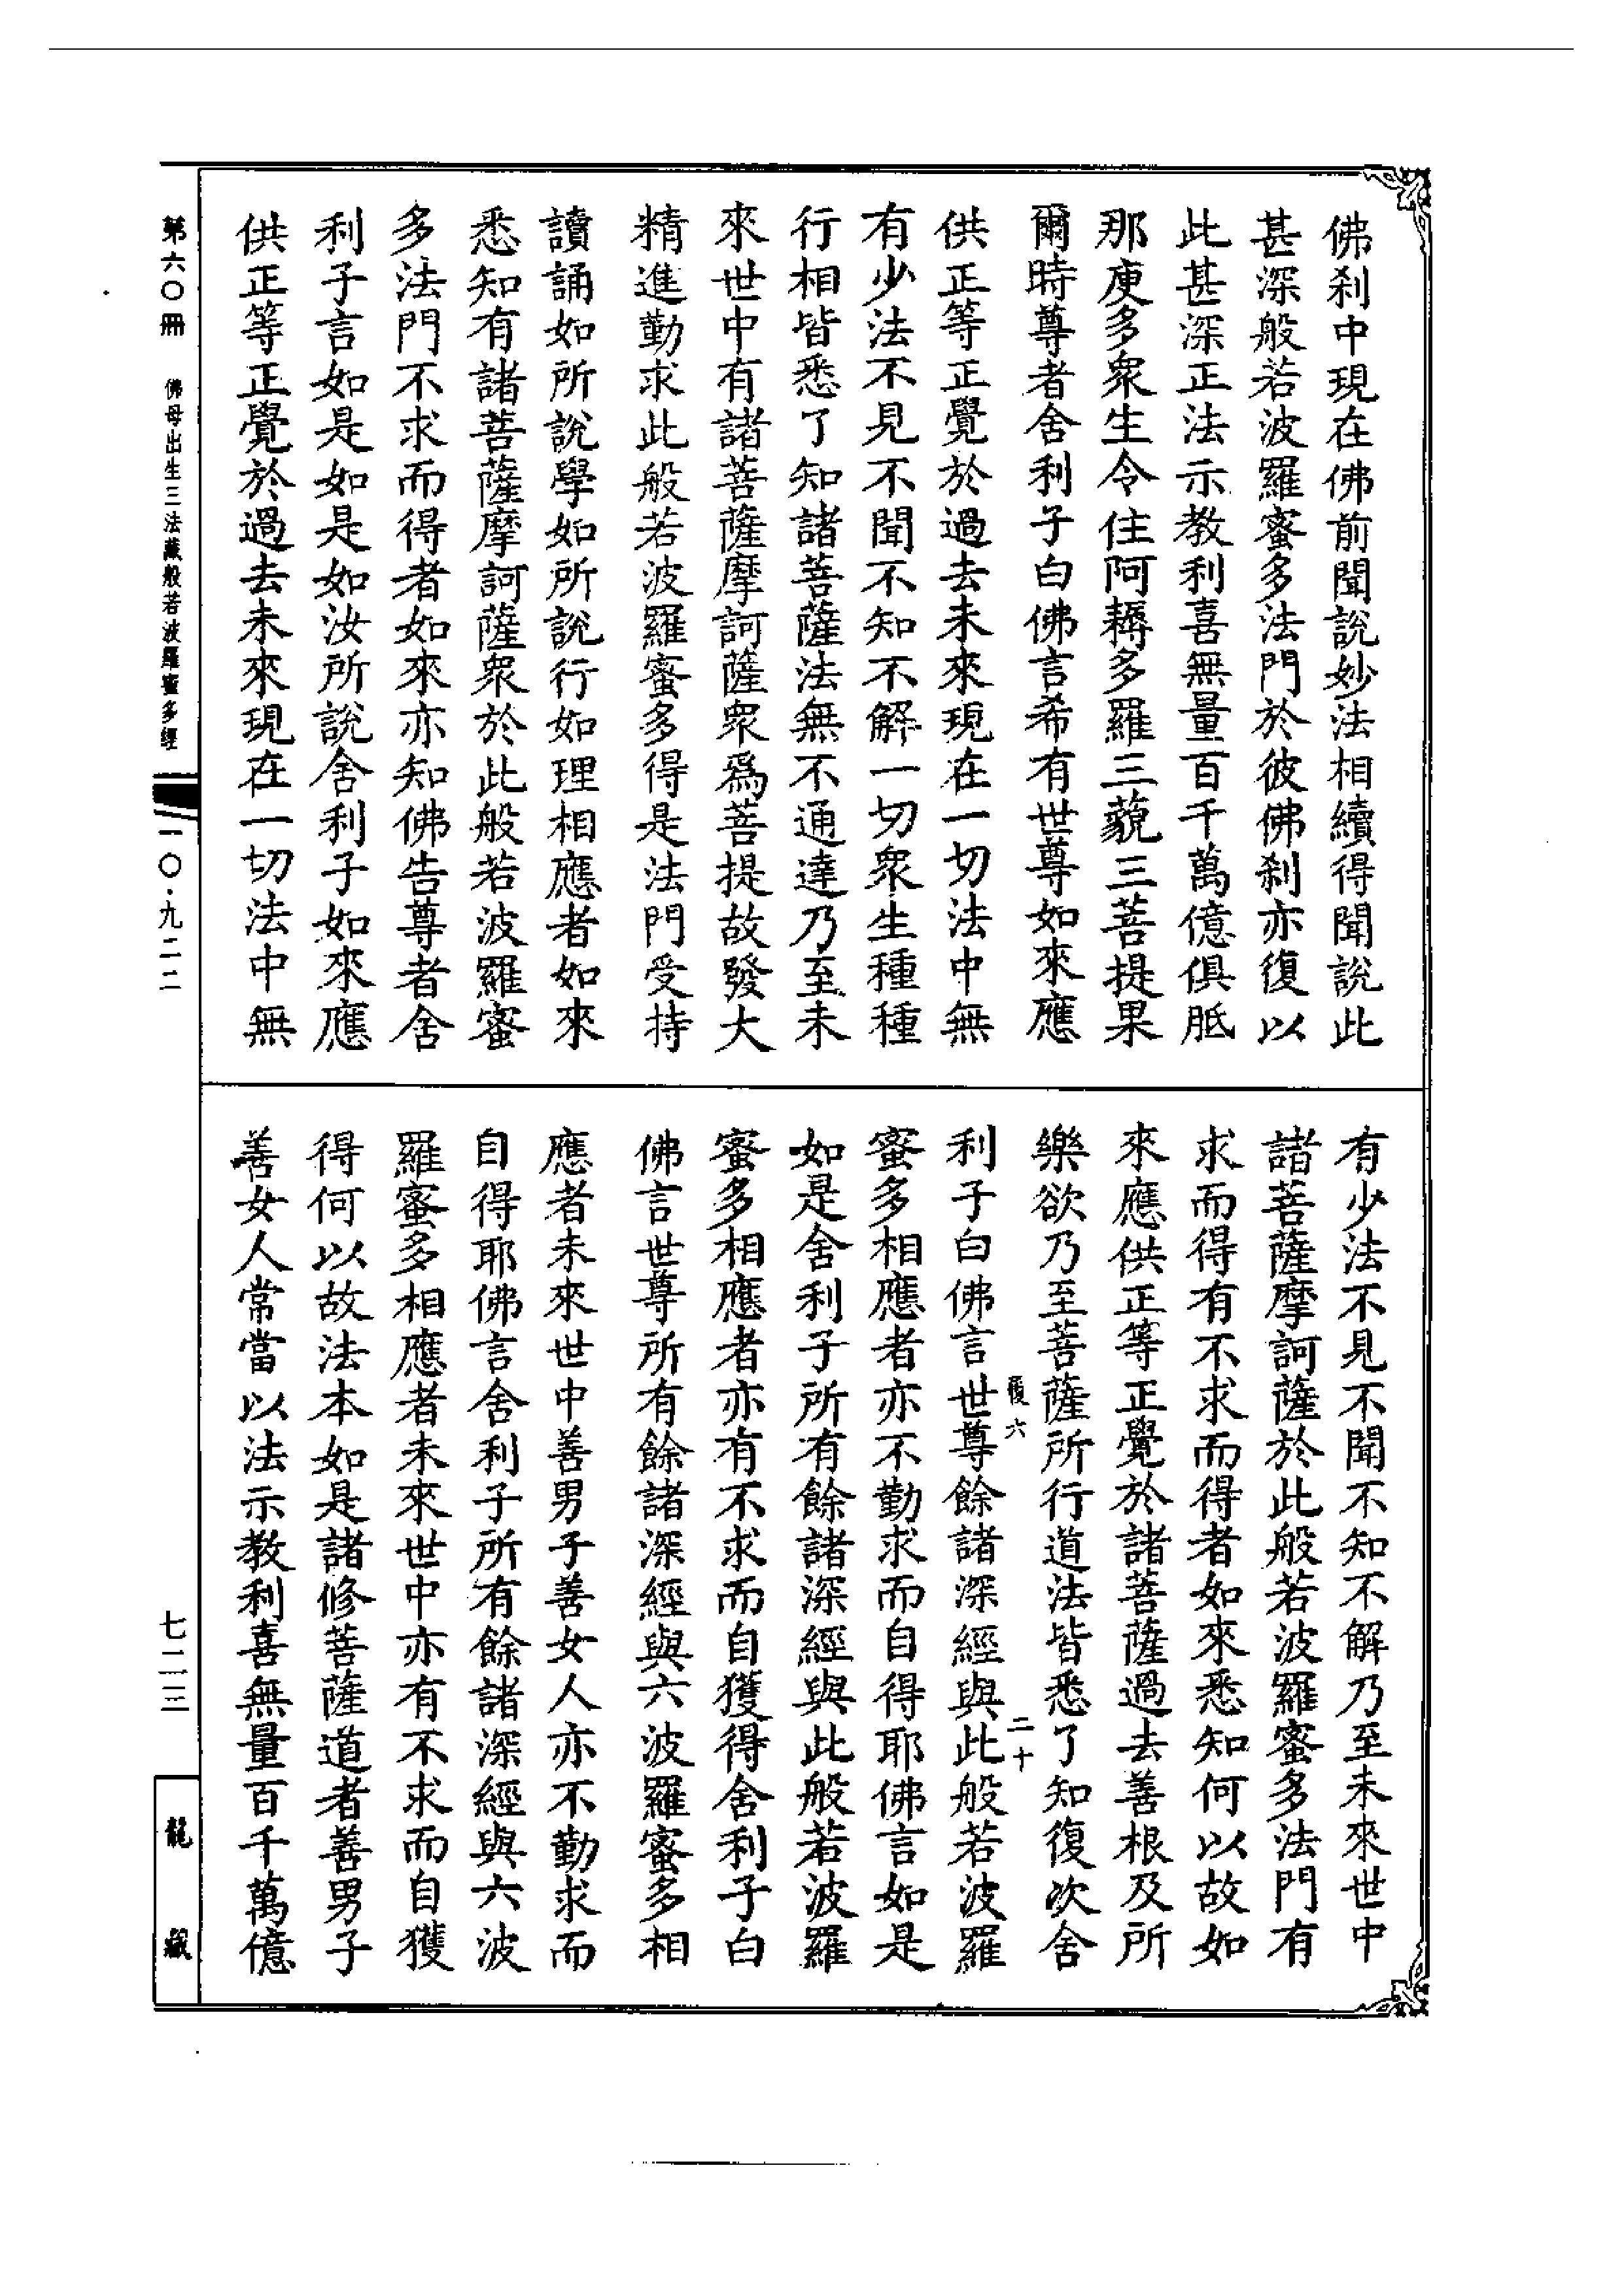 佛剎中現在佛前聞說妙法相續得聞說此
甚深般若波羅蜜多法門於彼佛剎亦復以
此甚深正法示教利喜無量百千萬億俱胝
那庾多眾生令住阿耨多羅三藐三菩提果
爾時尊者舍利子白佛言希有世尊如來應
供正等正覺於過去未來現在一切法中無
有少法不見不聞不知不解一切眾生種種
行相皆悉了知諸菩薩法無不通達乃至未
來世中有諸菩薩摩訶薩眾爲菩提故發大
精進勤求此般若波羅蜜多得是法門受持
讀誦如所說學如所說行如理相應者如來
悉知有諸菩薩摩訶薩眾於此般若波羅蜜
多法門不求而得者如來亦知佛告尊者舍
利子言如是如是如汝所說舍利子如來應
供正等正覺於過去未來現在一切法中無
有少法不見不聞不知不解乃至未來世中
諸菩薩摩訶薩於此般若波羅蜜多法門有
求而得有不求而得者如來悉知何以故如
來應供正等正覺於諸菩薩過去善根及所
樂欲乃至菩薩所行道法皆悉了知復次舍
履六 二十
利子白佛言世尊餘諸深經與此般若波羅
蜜多相應者亦不勤求而自得耶佛言如是
如是舍利子所有餘諸深經與此般若波羅
蜜多相應者亦有不求而自獲得舍利子白
佛言世尊所有餘諸深經與六波羅蜜多相
應者未來世中善男子善女人亦不勤求而
自得耶佛言舍利子所有餘諸深經與六波
羅蜜多相應者未來世中亦有不求而自獲
得何以故法本如是諸修菩薩道者善男子
善女人常當以法示教利喜無量百千萬億
第六〇冊 佛母出生三法藏般若波羅蜜多經
一〇·九二二
七二三
龍藏